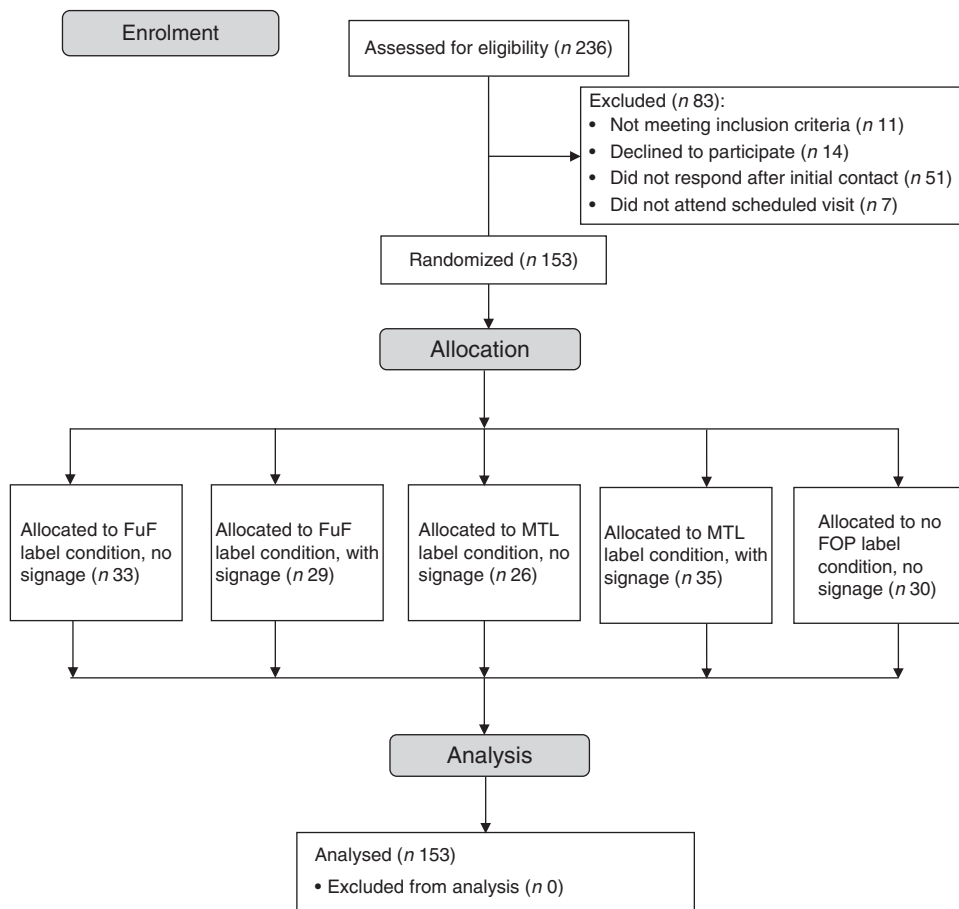 Enrolment
Assessed for eligibility (n 236)
Excluded (n 83):
• Not meeting inclusion criteria (n 11)
• Declined to participate (n 14)
• Did not respond after initial contact (n 51)
• Did not attend scheduled visit (n 7)
Randomized (n 153)
Allocation
Allocated to FuF
label condition, no
signage (n 33)
Allocated to FuF
label condition, with
signage (n 29)
Allocated to MTL
label condition, no
signage (n 26)
Allocated to MTL
label condition, with
signage (n 35)
Allocated to no
FOP label
condition, no
signage (n 30)
Analysis
Analysed (n 153)
• Excluded from analysis (n 0)